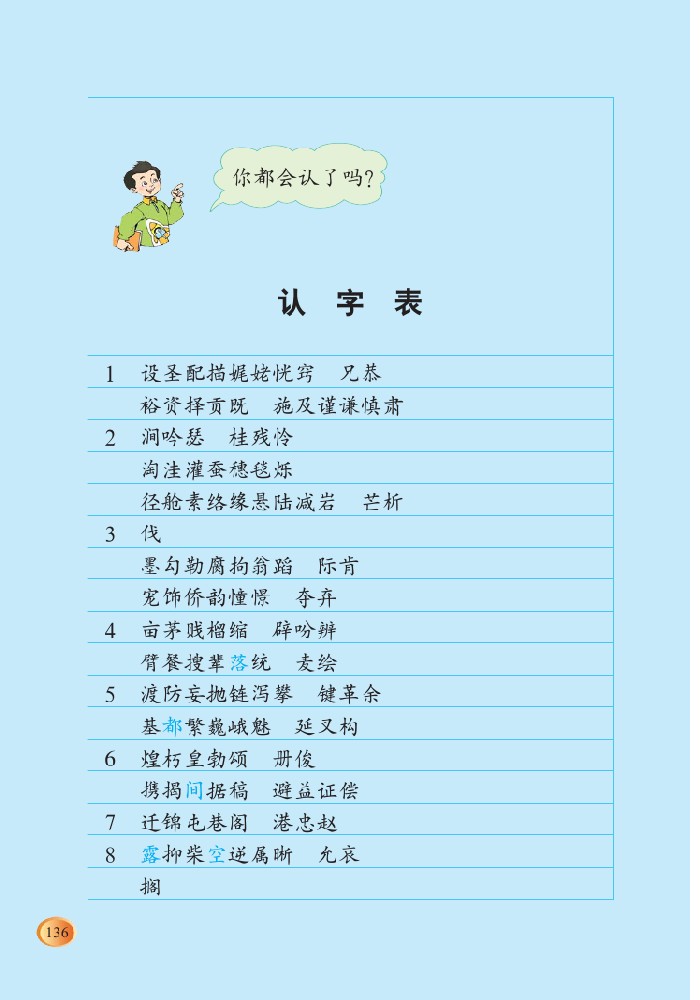 你都会认了吗?
认 字 表
1 设圣配描娓姥恍窍 兄恭
裕资择贡既 施及谨谦慎肃
2 涧吟瑟 桂残怜
淘洼灌蚕穗毯烁
径舱素络缘悬陆减岩 芒析
3 伐
墨勾勒腐拘翁蹈 际肯
宠饰侨韵憧憬 夺弃
4 亩茅贱榴缩 辟吩辨
臂餐搜辈落统 麦绘
5 渡防妄抛链泻攀 键革余
基都繁巍峨魅 延叉构
6 煌朽皇勃颂 册俊
携揭间据稿 避益证偿
7 迁锦屯巷阁 港忠赵
8 露抑柴空逆属晰 允哀
搁
136